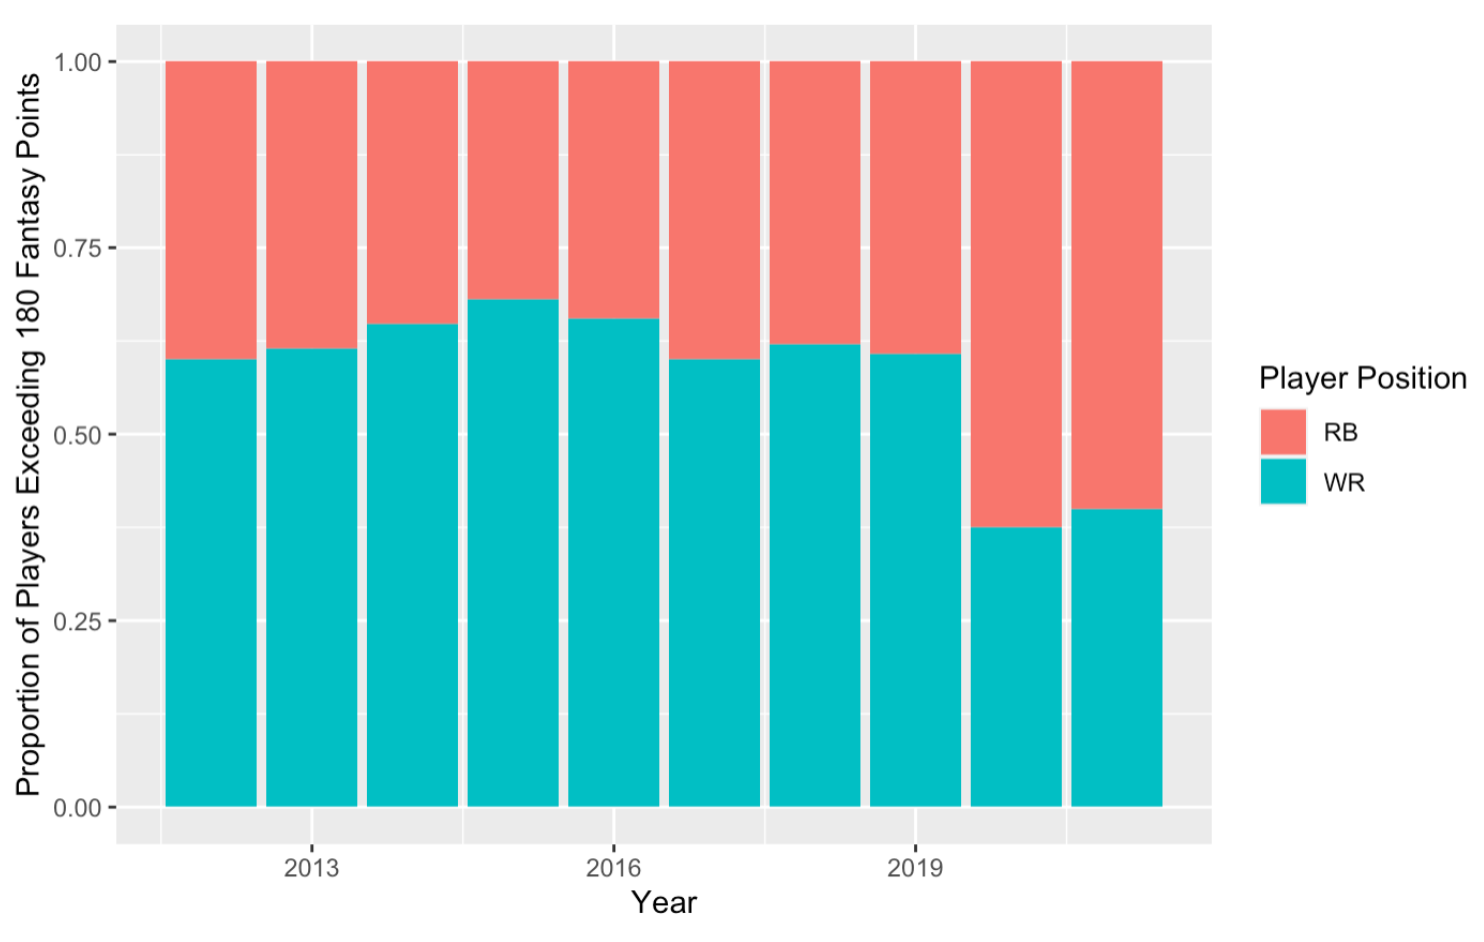 Proportion of Players Exceeding 180 Fantasy Points
1.00
0.75
0.50
0.25
0.00
2013
2016
2019
Year
Player Position
RB
WR